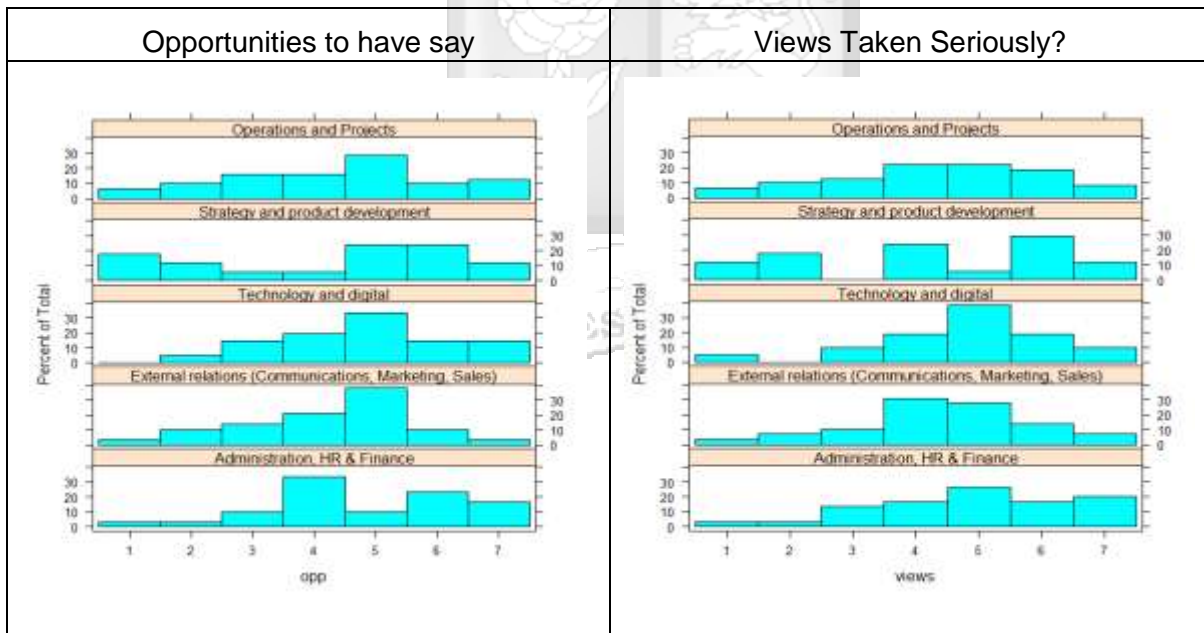 Opportunities to have say
Views Taken Seriously?
Operations and Projects
30
20
10
0
Strategy and product development
30
20
10
0
Technology and digital
30
20
10
0
External relations (Communications, Marketing, Sales)
30
20
10
0
Administration, HR & Finance
30
20
10
0
Percent of Total
1 2 3 4 5 6 7
opp
Operations and Projects
30
20
10
0
Strategy and product development
30
20
10
0
Technology and digital
30
20
10
0
External relations (Communications, Marketing, Sales)
30
20
10
0
Administration, HR & Finance
30
20
10
0
Percent of Total
1 2 3 4 5 6 7
views